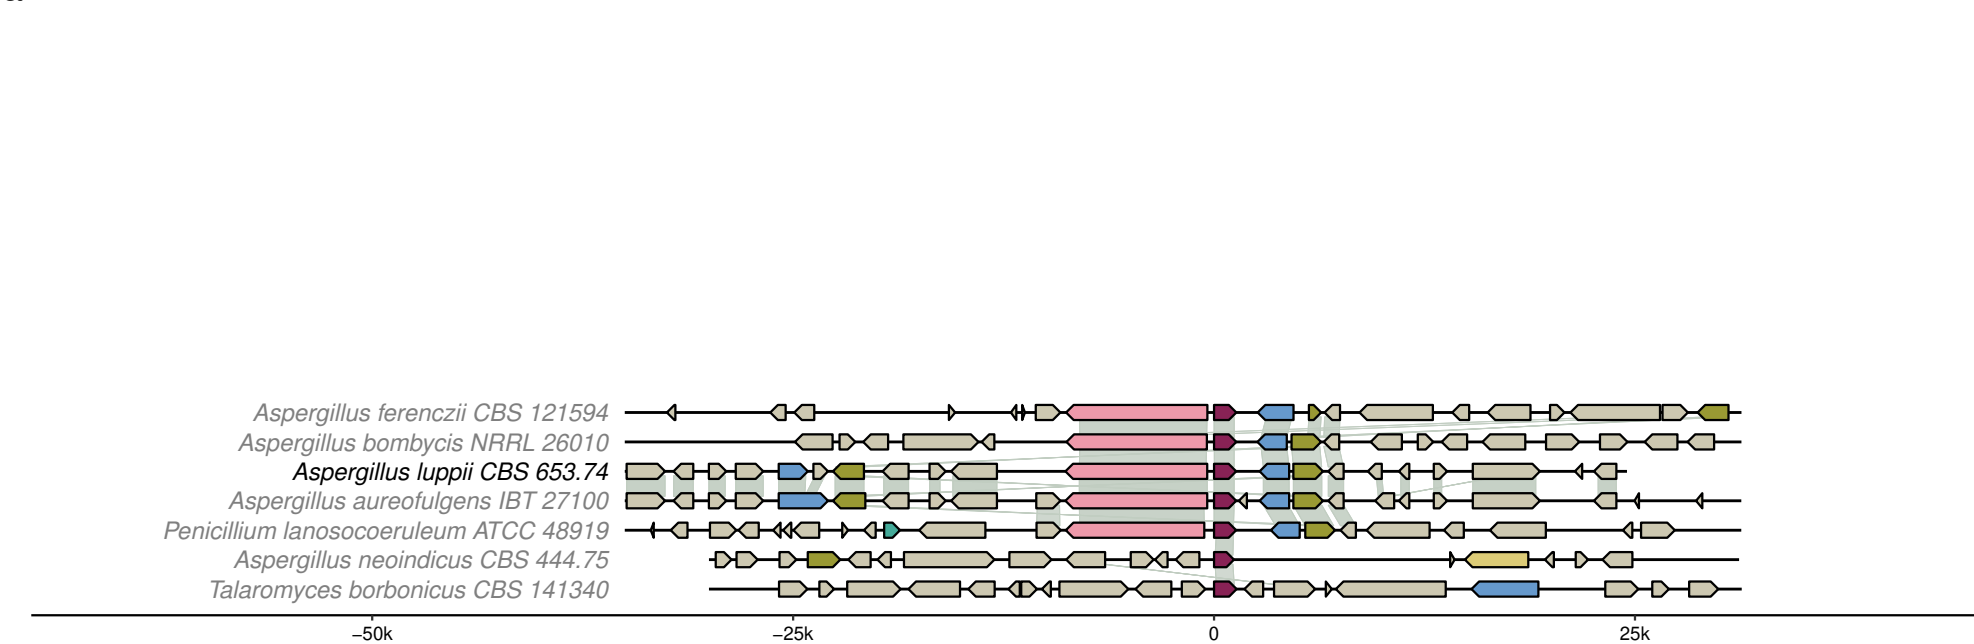 Aspergillus ferenczii CBS 121594
Aspergillus bombycis NRRL 26010
Aspergillus luppii CBS 653.74
Aspergillus aureofulgens IBT 27100
Penicillium lanosocoeruleum ATCC 48919
Aspergillus neoindicus CBS 444.75
Talaromyces borbonicus CBS 141340
−50k −25k 0 25k